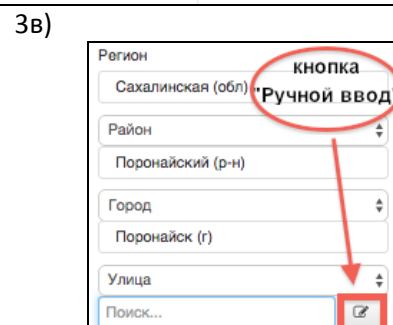 3в)
Регион
кнопка
Сахалинская (обл)
"Ручной ввод"
Район
Поронайский (р-н)
Город
Поронайск (г)
Улица
Поиск...